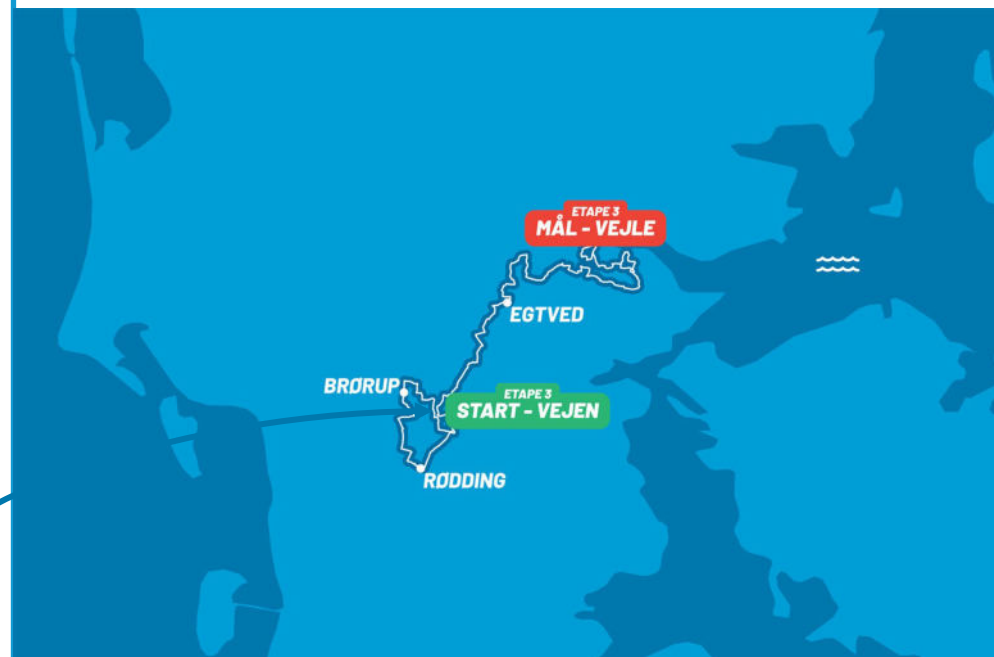 ETAPE 3
MÅL - VEJLE
EGTVED
BRØRUP
ETAPE 3
START - VEJEN
RØDDING